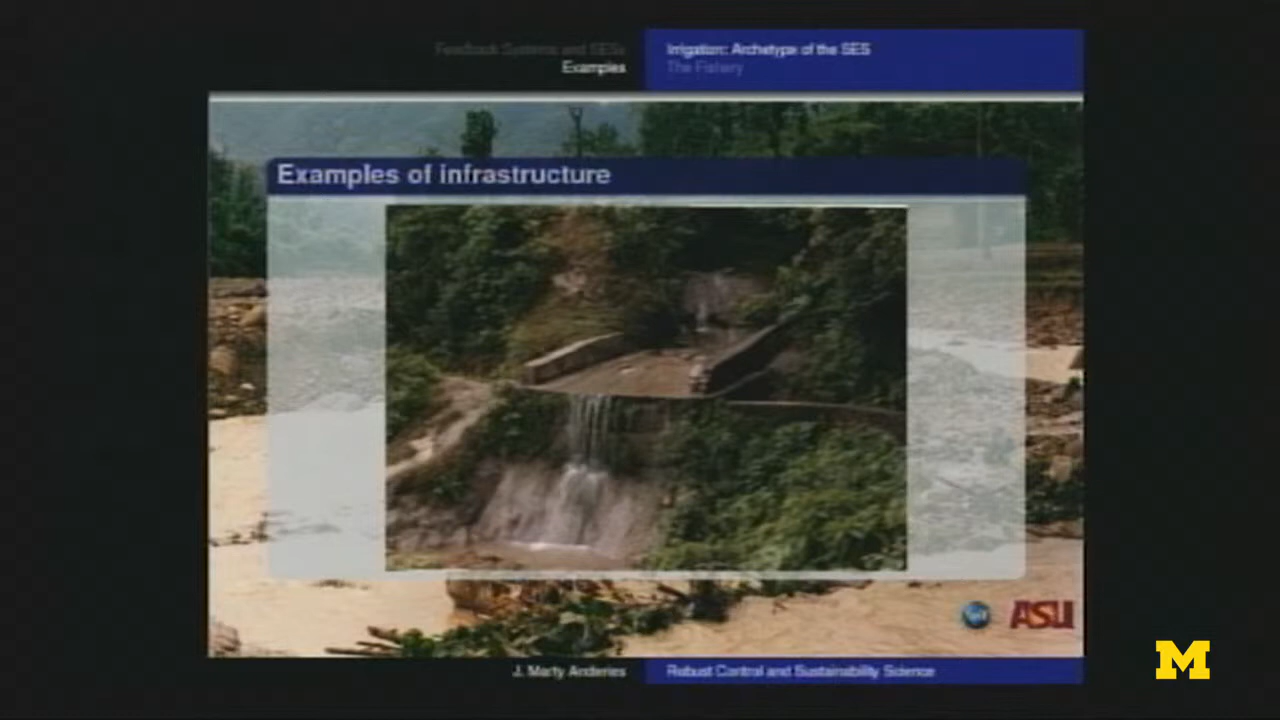 Feedback Systems and SESs
Examples
Irrigation: Archetype of the SES
The Fishery
Examples of infrastructure
ASU
J. Marty Anderies
Robust Control and Sustainability Science
M